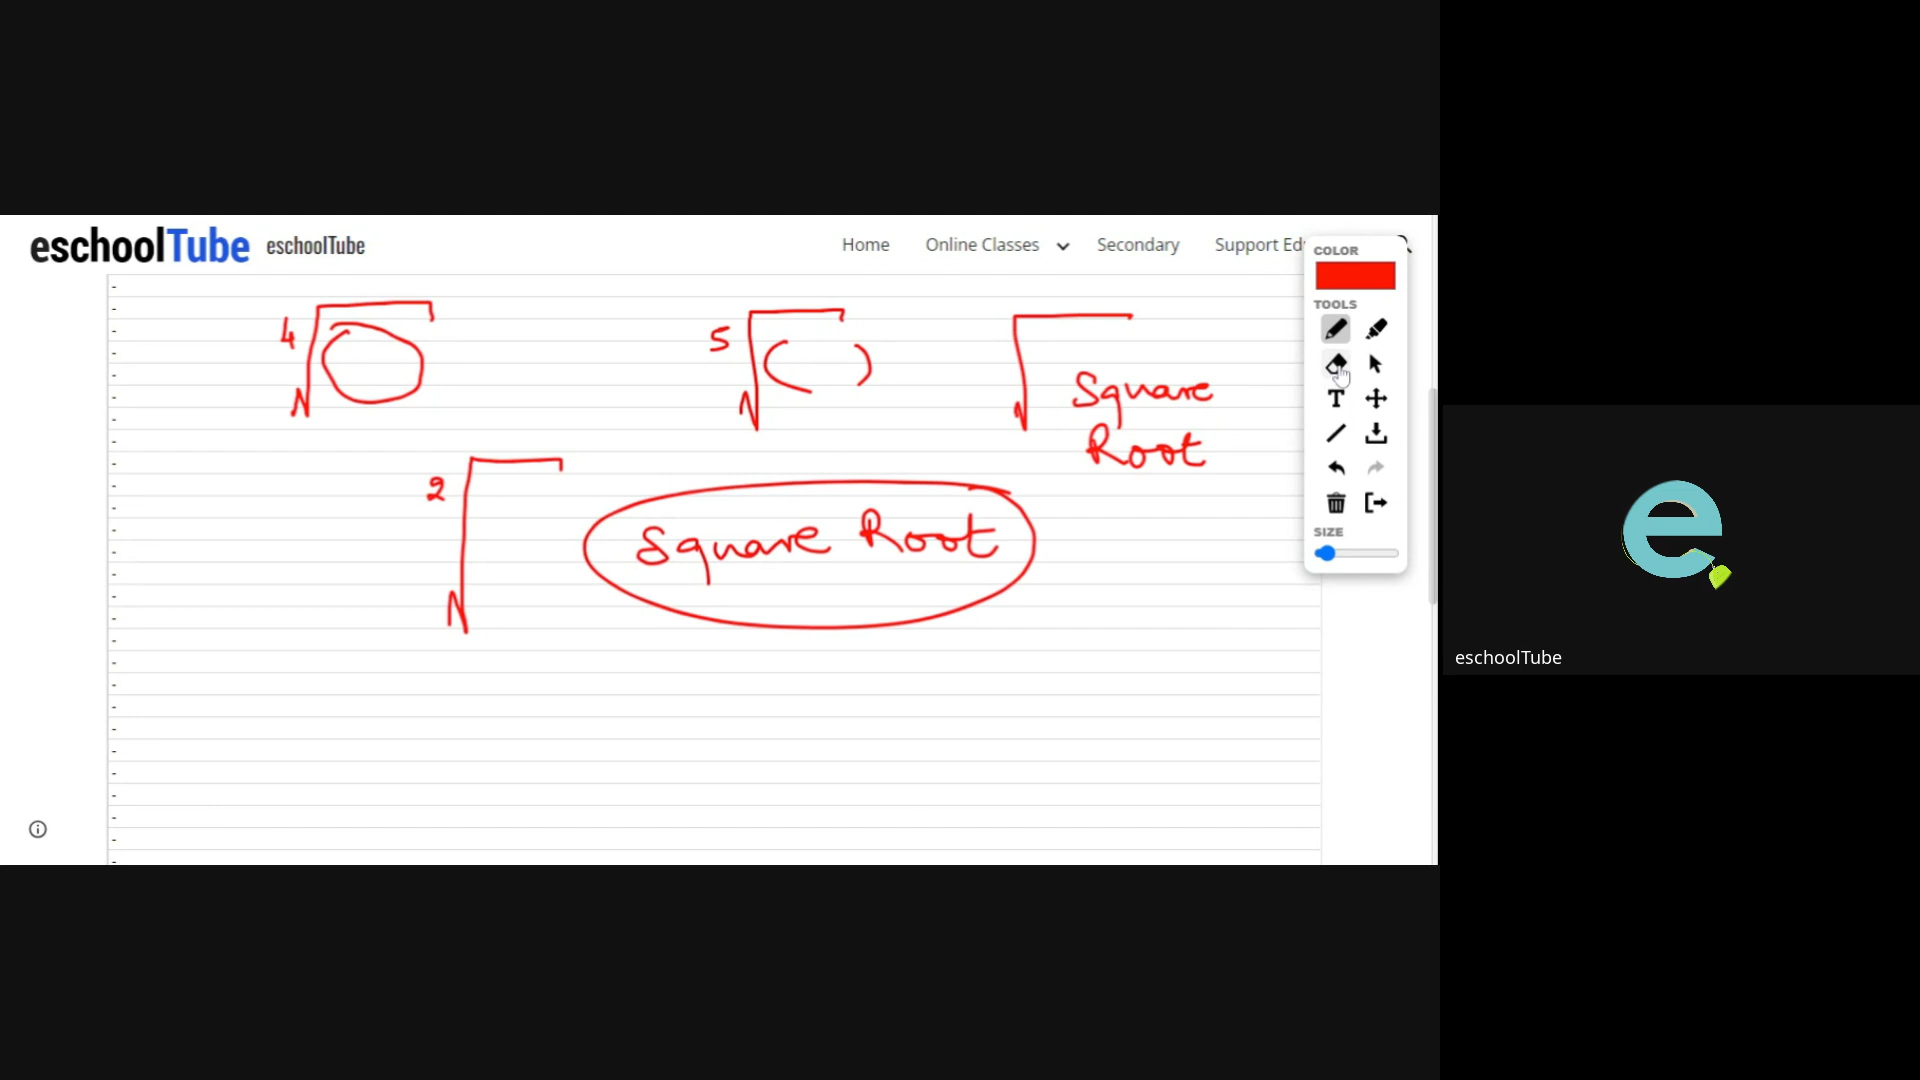 eschoolTube eschoolTube Home Online Classes Secondary Support Ed
COLOR
TOOLS
T
SIZE
4 √
5 √( )
√ Square
Root
2 √ Square Root
eschoolTube